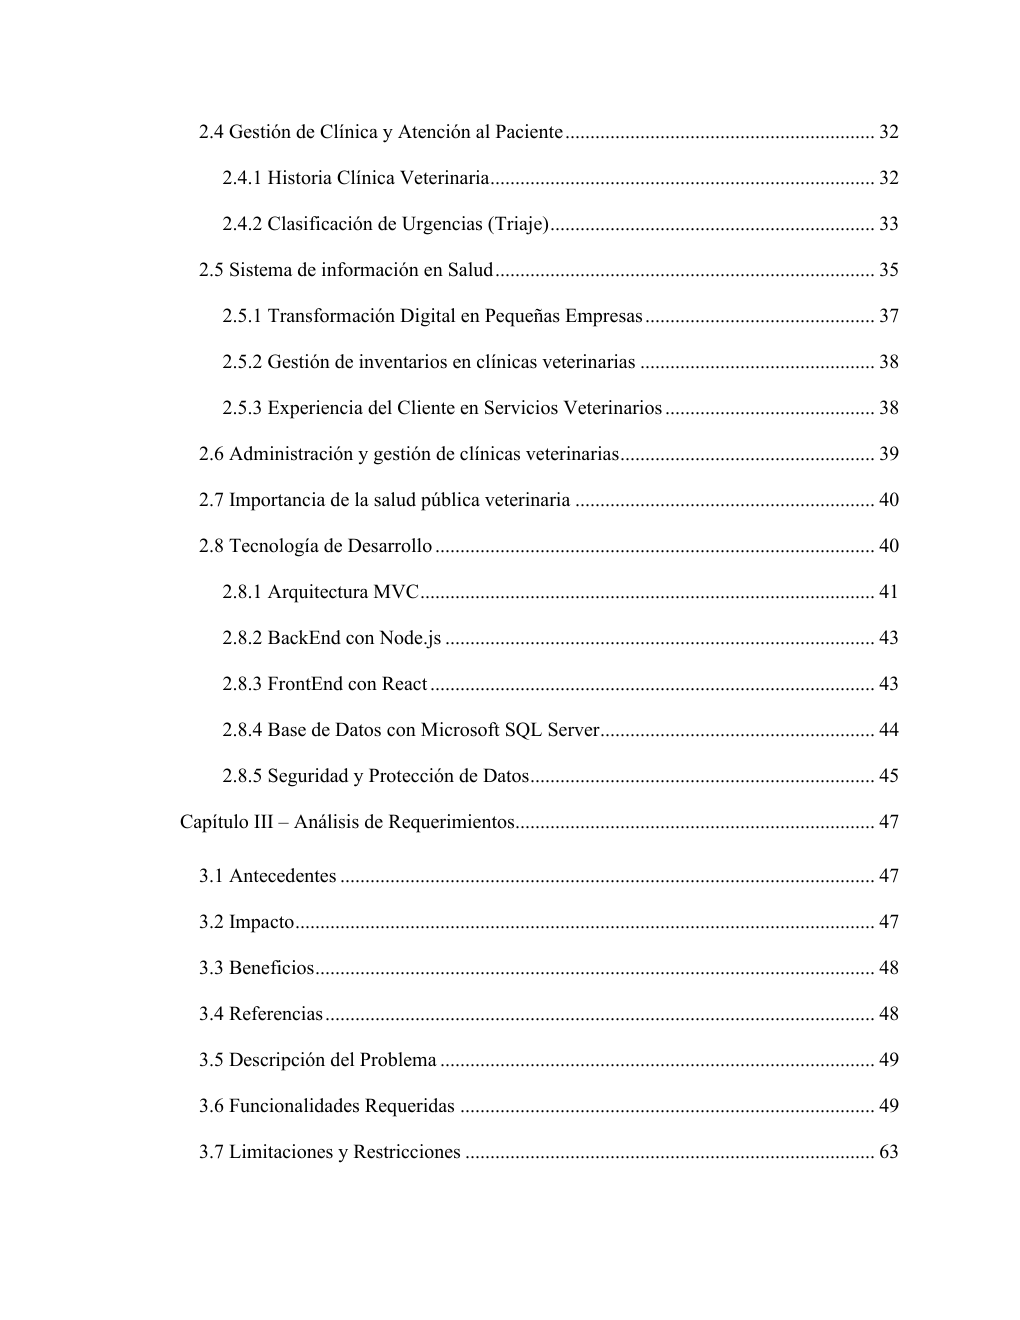 2.4 Gestión de Clínica y Atención al Paciente............................................................... 32
2.4.1 Historia Clínica Veterinaria.............................................................................. 32
2.4.2 Clasificación de Urgencias (Triaje).................................................................. 33
2.5 Sistema de información en Salud............................................................................. 35
2.5.1 Transformación Digital en Pequeñas Empresas............................................... 37
2.5.2 Gestión de inventarios en clínicas veterinarias ................................................ 38
2.5.3 Experiencia del Cliente en Servicios Veterinarios........................................... 38
2.6 Administración y gestión de clínicas veterinarias.................................................... 39
2.7 Importancia de la salud pública veterinaria ............................................................. 40
2.8 Tecnología de Desarrollo ......................................................................................... 40
2.8.1 Arquitectura MVC............................................................................................ 41
2.8.2 BackEnd con Node.js ....................................................................................... 43
2.8.3 FrontEnd con React.......................................................................................... 43
2.8.4 Base de Datos con Microsoft SQL Server........................................................ 44
2.8.5 Seguridad y Protección de Datos...................................................................... 45
Capítulo III – Análisis de Requerimientos......................................................................... 47
3.1 Antecedentes ............................................................................................................ 47
3.2 Impacto..................................................................................................................... 47
3.3 Beneficios................................................................................................................. 48
3.4 Referencias............................................................................................................... 48
3.5 Descripción del Problema ........................................................................................ 49
3.6 Funcionalidades Requeridas .................................................................................... 49
3.7 Limitaciones y Restricciones ................................................................................... 63